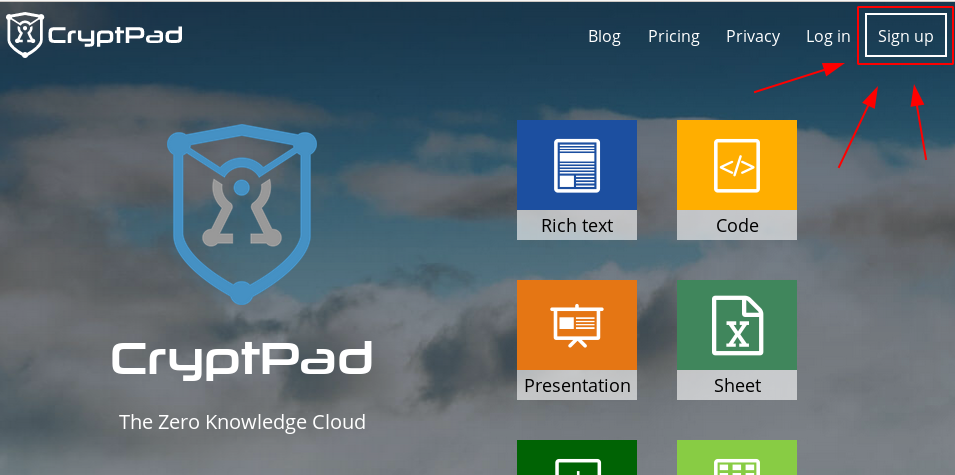 CryptPad
Blog Pricing Privacy Log in Sign up
Rich text Code
Presentation Sheet
CryptPad
The Zero Knowledge Cloud